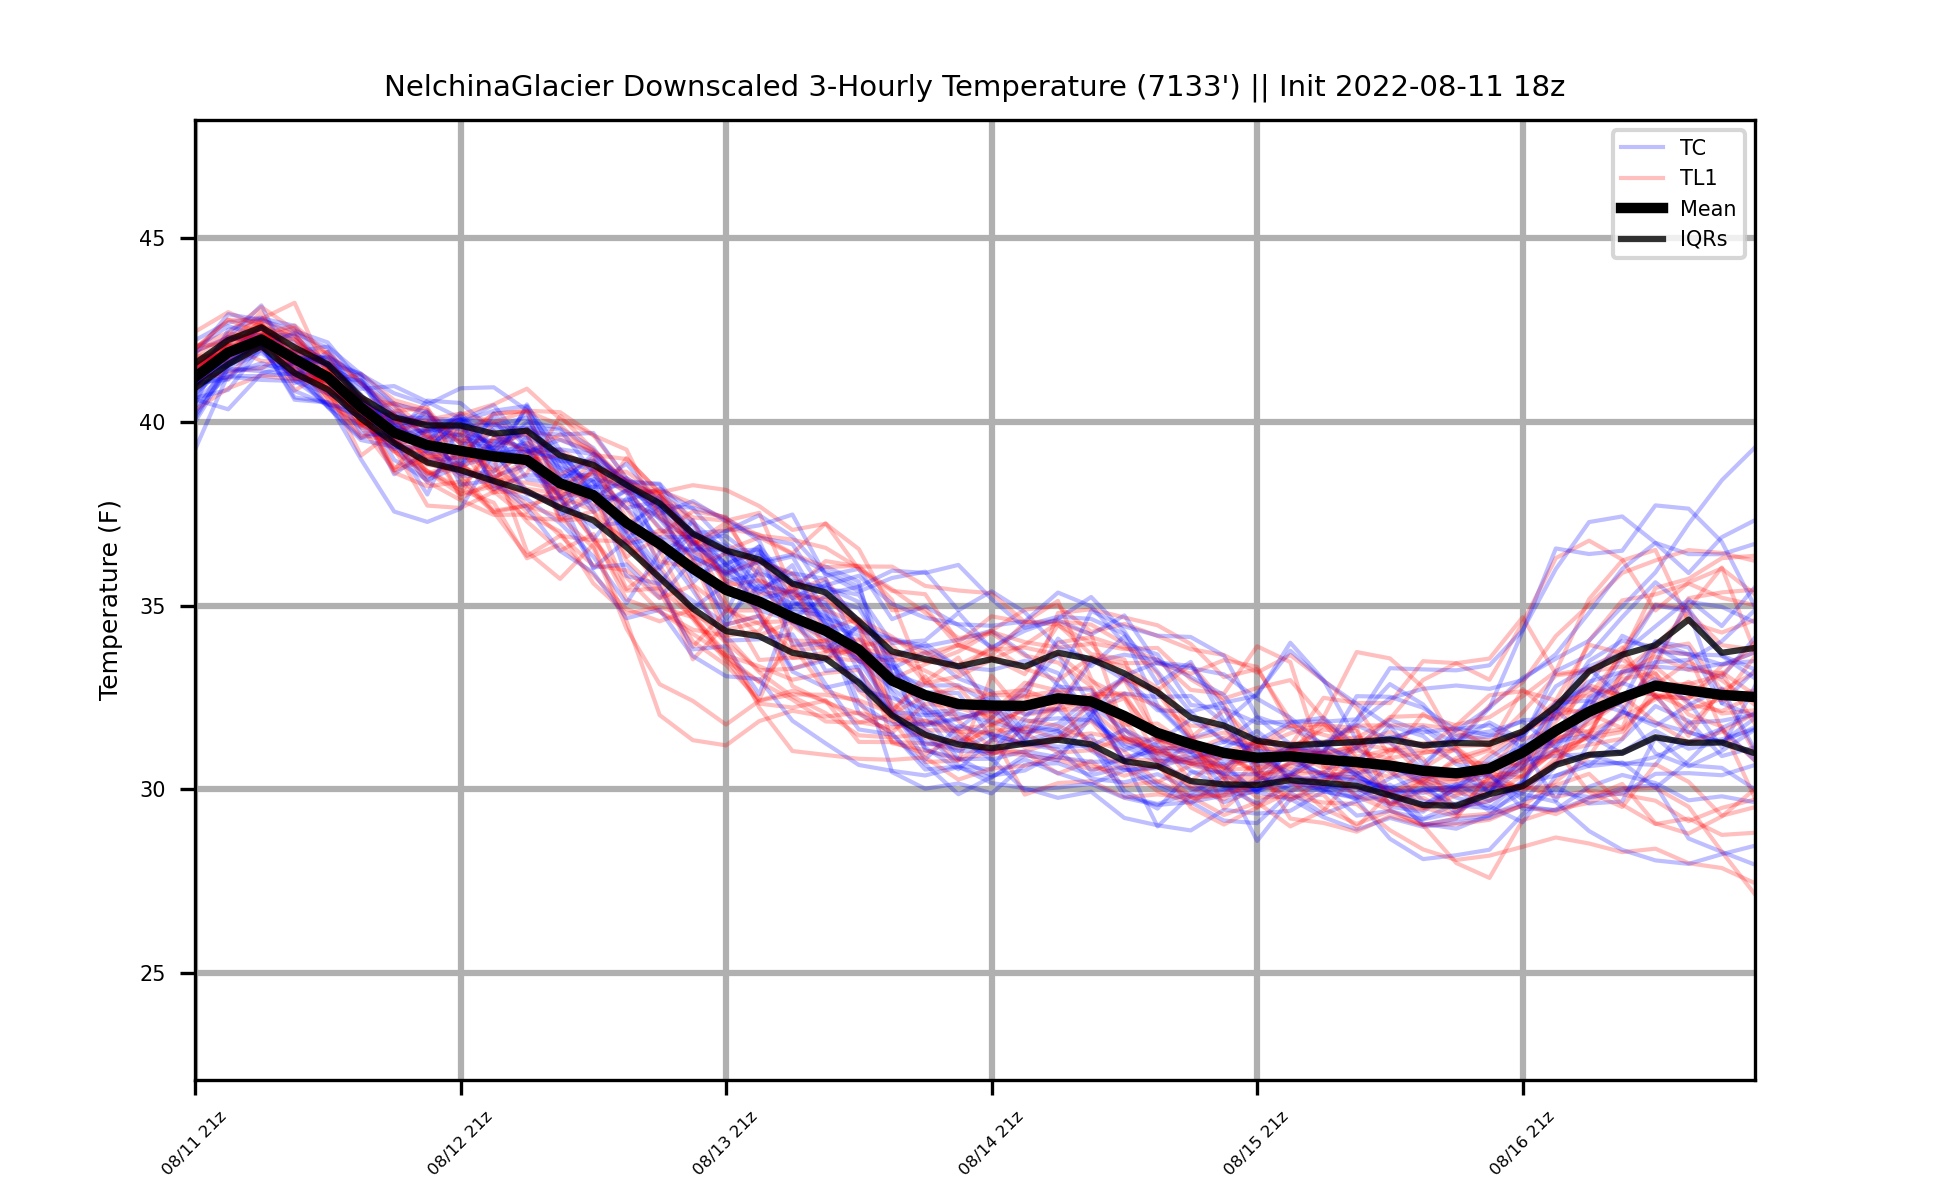 NelchinaGlacier Downscaled 3-Hourly Temperature (7133') || Init 2022-08-11 18z
TC
TL1
Mean
IQRs
Temperature (F)
45
40
35
30
25
08/11 21z
08/12 21z
08/13 21z
08/14 21z
08/15 21z
08/16 21z